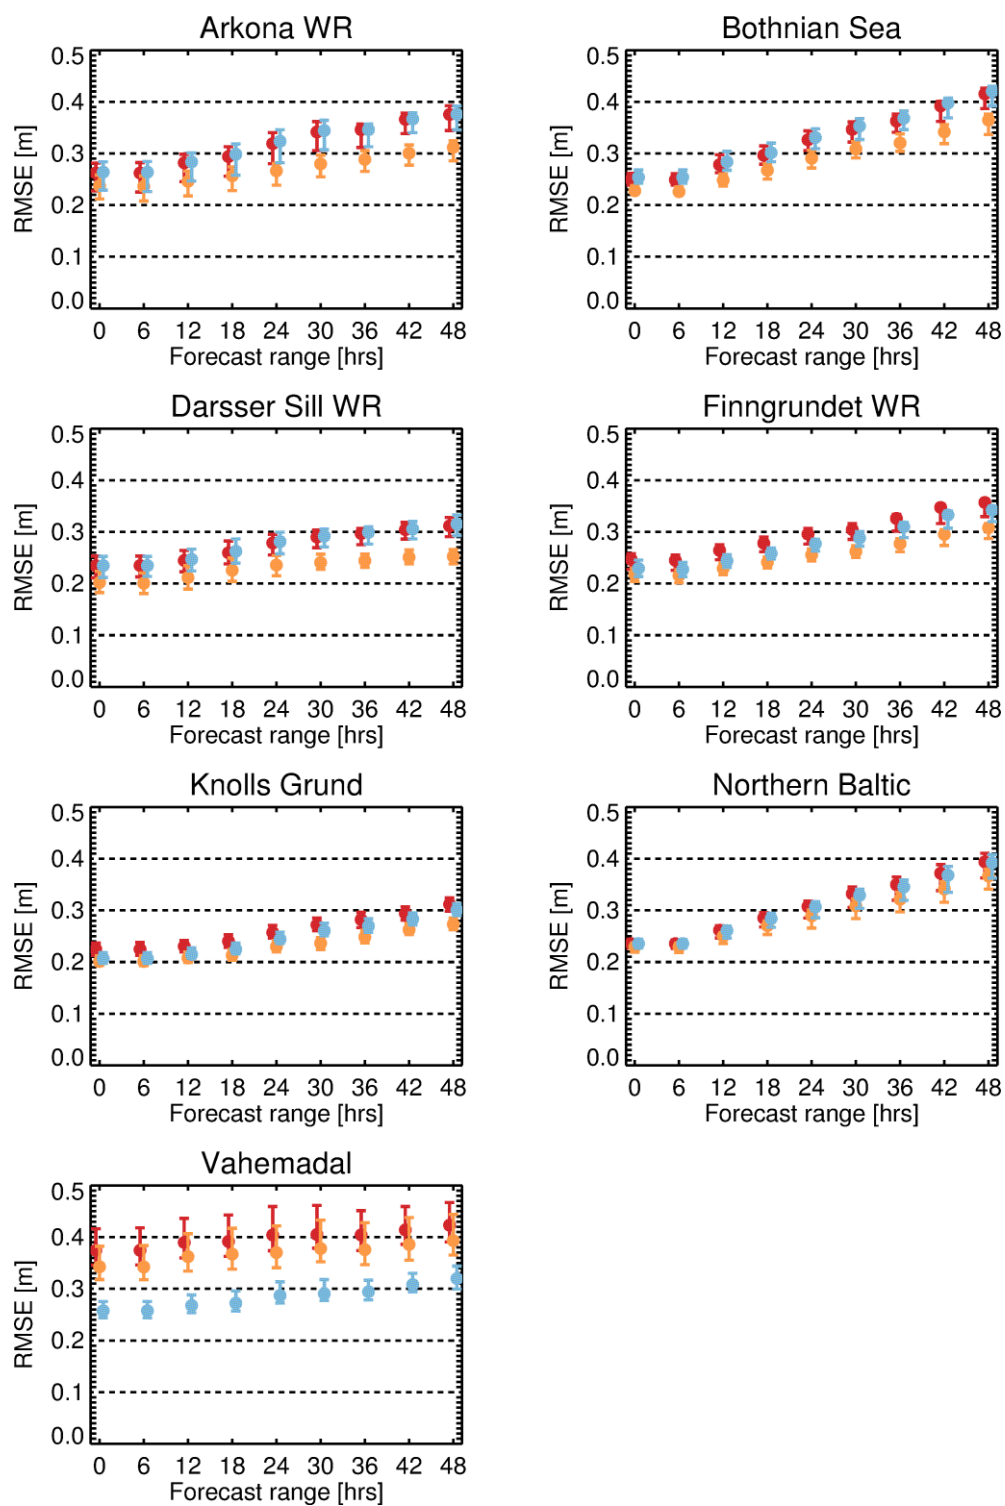 Arkona WR
RMSE [m]
0.5
0.4
0.3
0.2
0.1
0.0
0 6 12 18 24 30 36 42 48
Forecast range [hrs]
Bothnian Sea
RMSE [m]
0.5
0.4
0.3
0.2
0.1
0.0
0 6 12 18 24 30 36 42 48
Forecast range [hrs]
Darsser Sill WR
RMSE [m]
0.5
0.4
0.3
0.2
0.1
0.0
0 6 12 18 24 30 36 42 48
Forecast range [hrs]
Finngrundet WR
RMSE [m]
0.5
0.4
0.3
0.2
0.1
0.0
0 6 12 18 24 30 36 42 48
Forecast range [hrs]
Knolls Grund
RMSE [m]
0.5
0.4
0.3
0.2
0.1
0.0
0 6 12 18 24 30 36 42 48
Forecast range [hrs]
Northern Baltic
RMSE [m]
0.5
0.4
0.3
0.2
0.1
0.0
0 6 12 18 24 30 36 42 48
Forecast range [hrs]
Vahemadal
RMSE [m]
0.5
0.4
0.3
0.2
0.1
0.0
0 6 12 18 24 30 36 42 48
Forecast range [hrs]